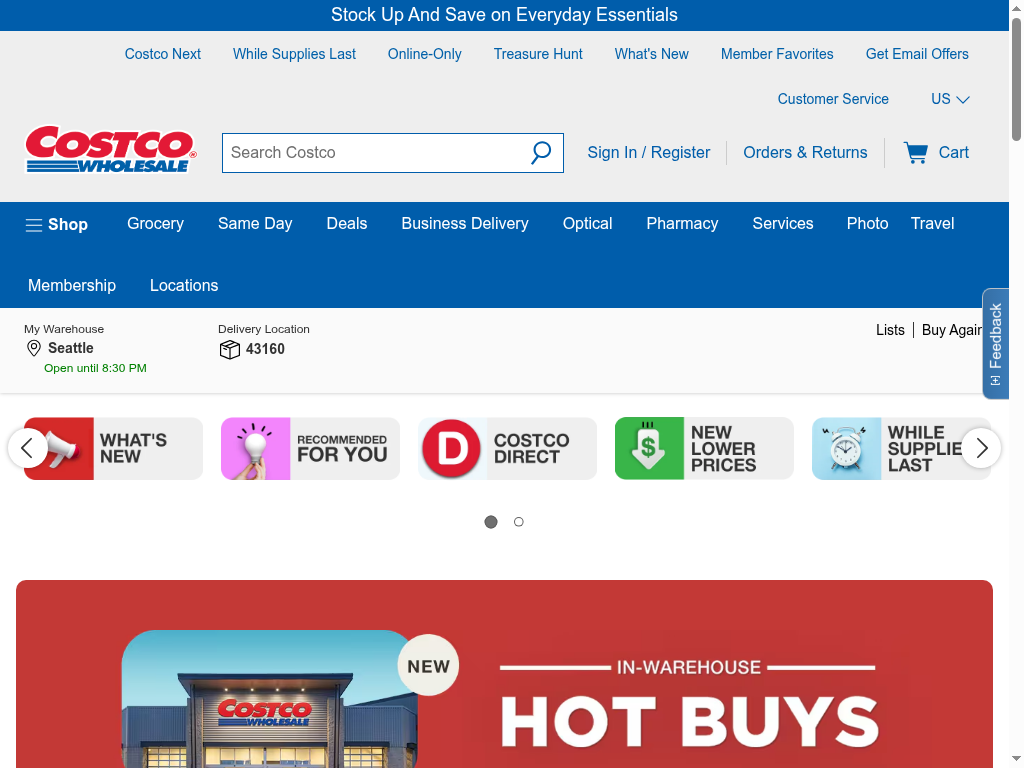 Stock Up And Save on Everyday Essentials
Costco Next While Supplies Last Online-Only Treasure Hunt What's New Member Favorites Get Email Offers
Customer Service US
COSTCO
WHOLESALE
Search Costco
Sign In / Register Orders & Returns Cart
Shop Grocery Same Day Deals Business Delivery Optical Pharmacy Services Photo Travel
Membership Locations
My Warehouse
Seattle
Open until 8:30 PM
Delivery Location
43160
Lists Buy Again
[+] Feedback
WHAT'S
NEW
RECOMMENDED
FOR YOU
D
COSTCO
DIRECT
$
NEW
LOWER
PRICES
WHILE
SUPPLIE
LAST
NEW
COSTCO
WHOLESALE
IN-WAREHOUSE
HOT BUYS